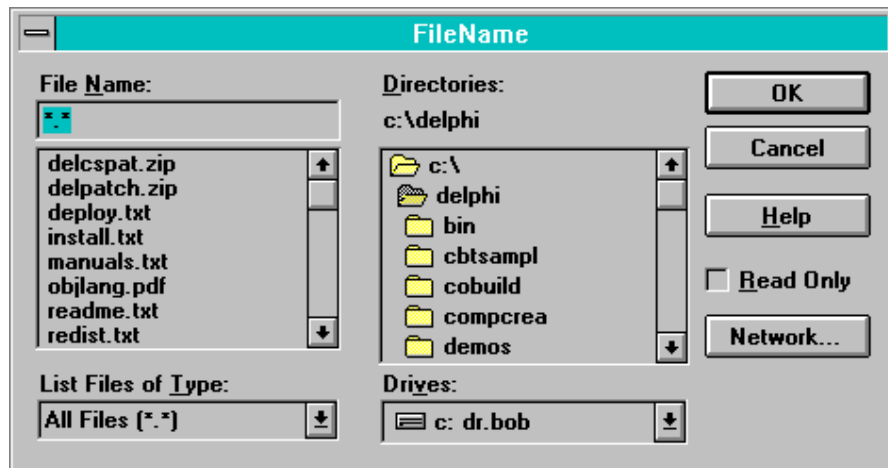 FileName
File Name:
*.*
delcspat.zip
delpatch.zip
deploy.txt
install.txt
manuals.txt
objlang.pdf
readme.txt
redist.txt
List Files of Type:
All Files (*.*)
Directories:
c:\delphi
c:\
delphi
bin
cbtsampl
cobuild
compcrea
demos
Drives:
c: dr.bob
OK
Cancel
Help
Read Only
Network...